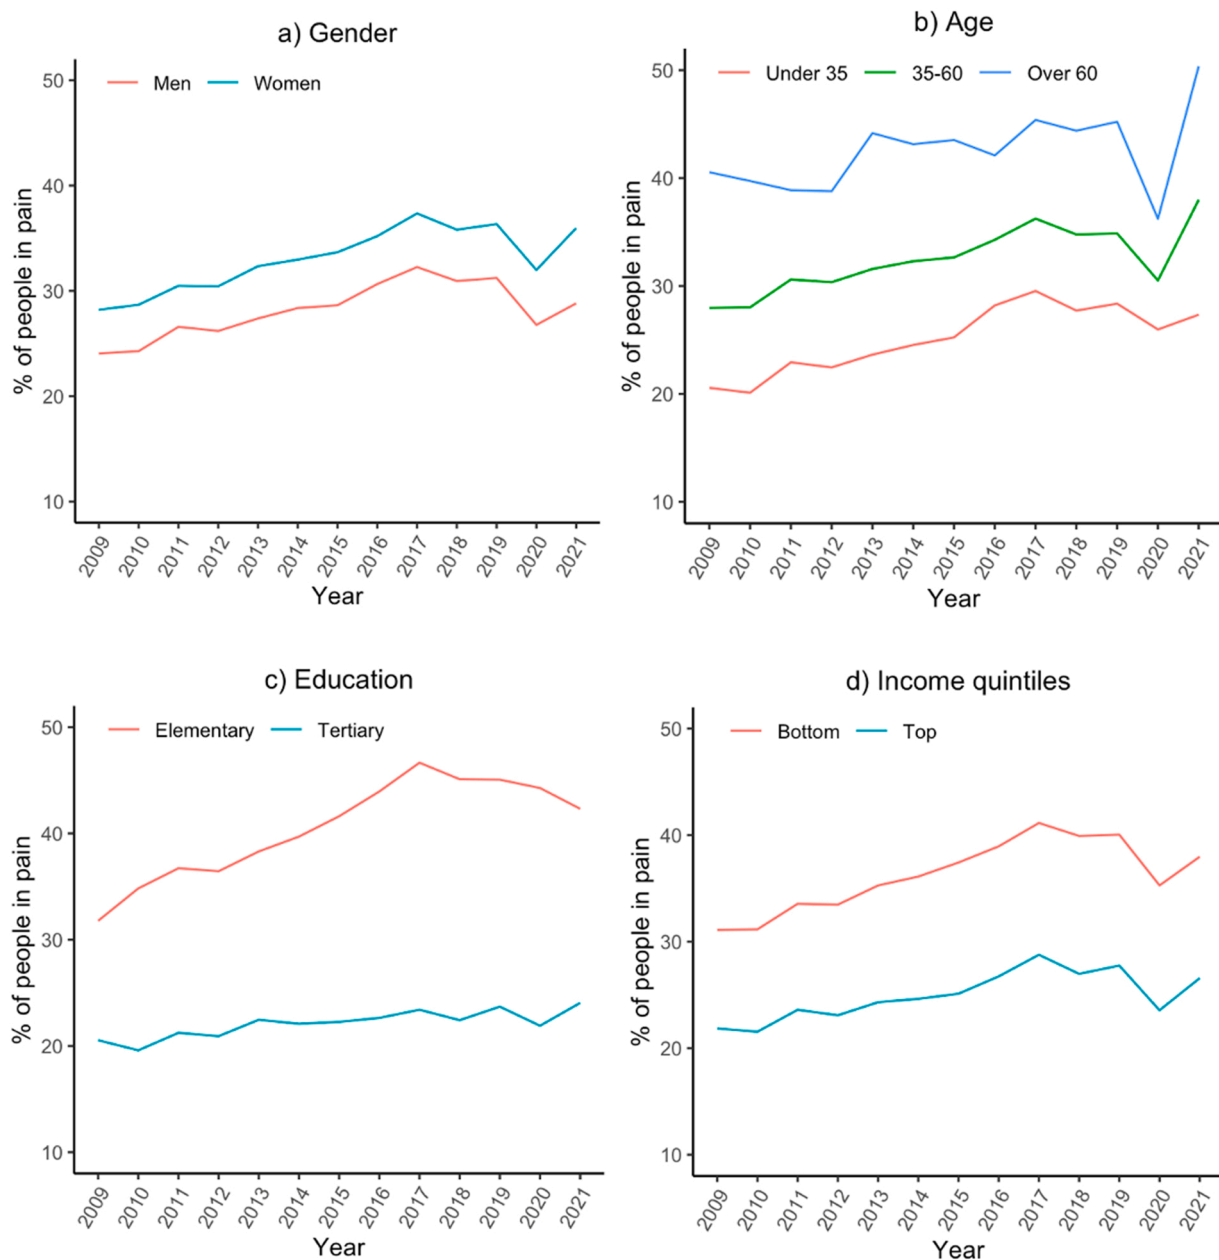 a) Gender
Men Women
50
40
30
20
10
% of people in pain
2009 2010 2011 2012 2013 2014 2015 2016 2017 2018 2019 2020 2021
Year
b) Age
Under 35 35-60 Over 60
50
40
30
20
10
% of people in pain
2009 2010 2011 2012 2013 2014 2015 2016 2017 2018 2019 2020 2021
Year
c) Education
Elementary Tertiary
50
40
30
20
10
% of people in pain
2009 2010 2011 2012 2013 2014 2015 2016 2017 2018 2019 2020 2021
Year
d) Income quintiles
Bottom Top
50
40
30
20
10
% of people in pain
2009 2010 2011 2012 2013 2014 2015 2016 2017 2018 2019 2020 2021
Year